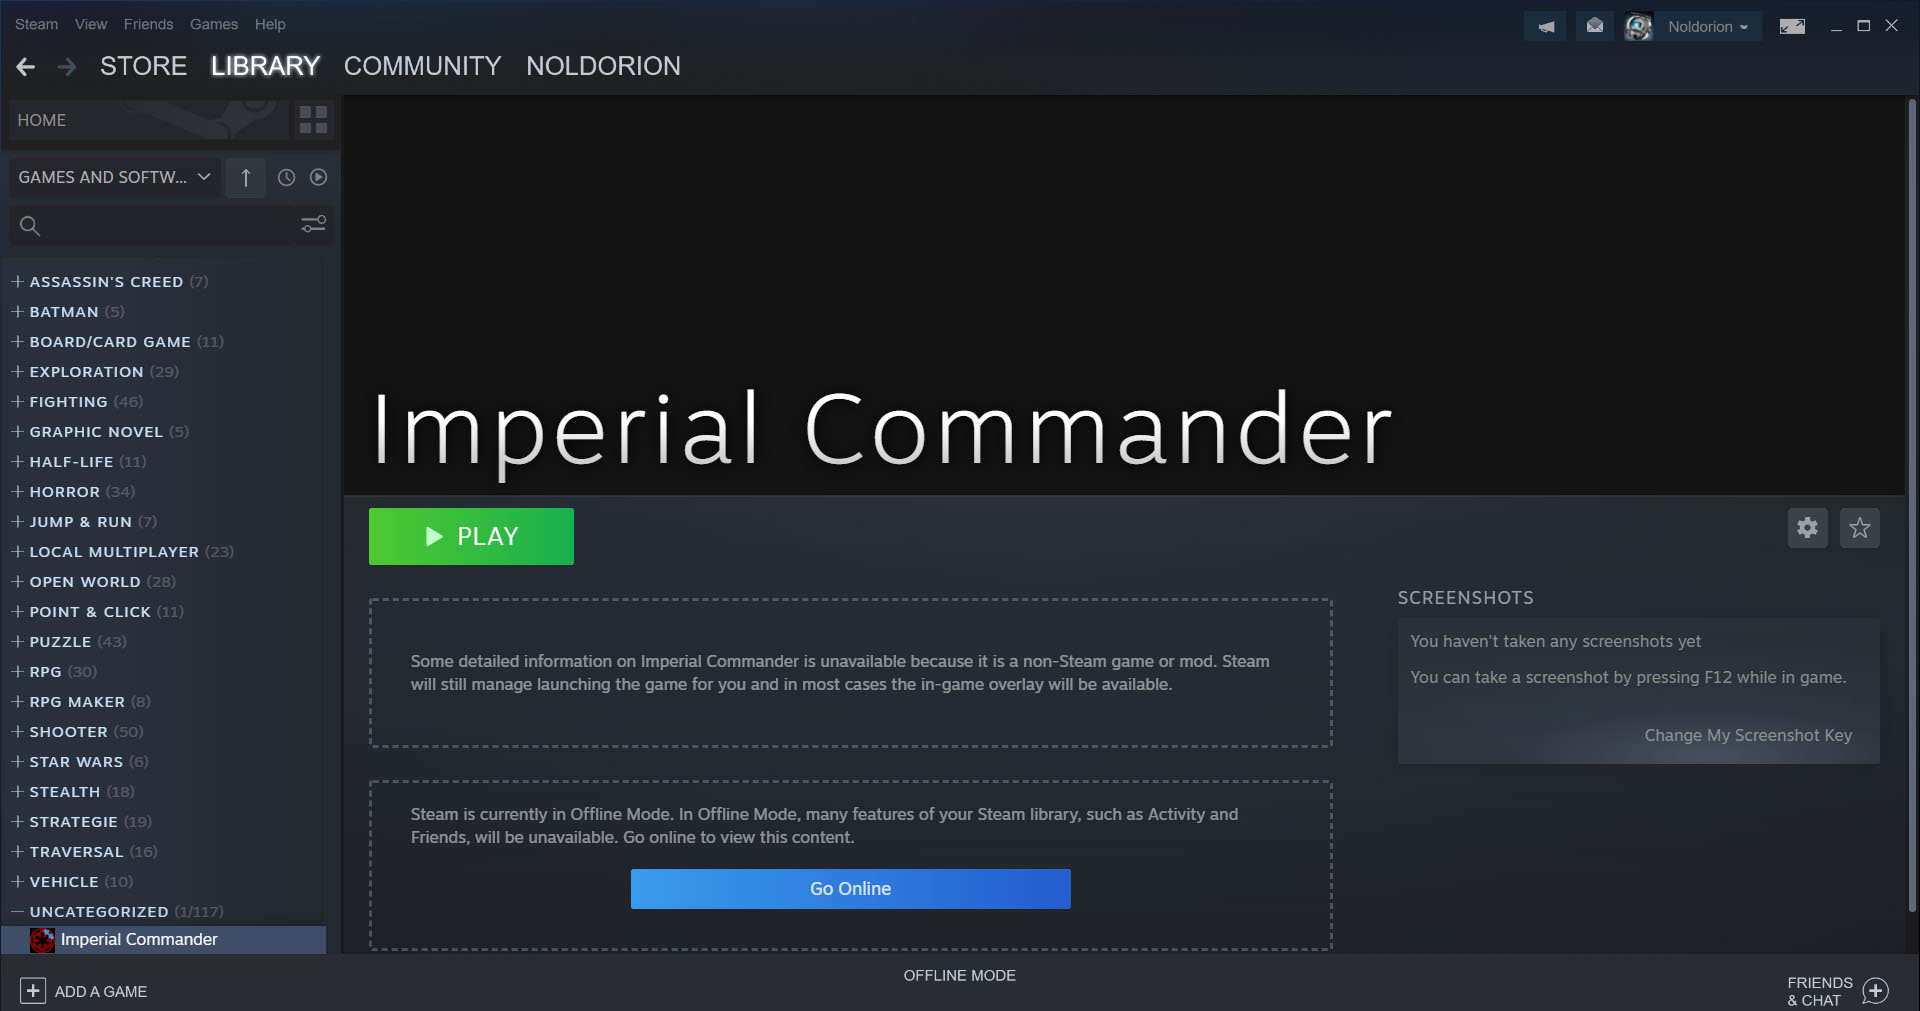 Steam View Friends Games Help
Noldorion
STORE LIBRARY COMMUNITY NOLDORION
HOME
GAMES AND SOFTW...
ASSASSIN'S CREED (7)
BATMAN (5)
BOARD/CARD GAME (11)
EXPLORATION (29)
FIGHTING (46)
GRAPHIC NOVEL (5)
HALF-LIFE (11)
HORROR (34)
JUMP & RUN (7)
LOCAL MULTIPLAYER (23)
OPEN WORLD (28)
POINT & CLICK (11)
PUZZLE (43)
RPG (30)
RPG MAKER (8)
SHOOTER (50)
STAR WARS (6)
STEALTH (18)
STRATEGIE (19)
TRAVERSAL (16)
VEHICLE (10)
UNCATEGORIZED (1/117)
Imperial Commander
Imperial Commander
PLAY
Some detailed information on Imperial Commander is unavailable because it is a non-Steam game or mod. Steam
will still manage launching the game for you and in most cases the in-game overlay will be available.
Steam is currently in Offline Mode. In Offline Mode, many features of your Steam library, such as Activity and
Friends, will be unavailable. Go online to view this content.
Go Online
SCREENSHOTS
You haven't taken any screenshots yet
You can take a screenshot by pressing F12 while in game.
Change My Screenshot Key
ADD A GAME
OFFLINE MODE
FRIENDS
& CHAT